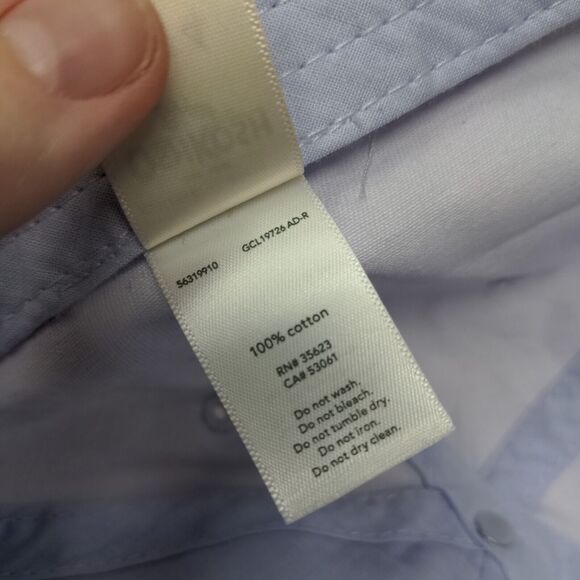 56319910 GCL19726 AD-R
100% cotton
RN# 35623
CA# 53061
Do not wash.
Do not bleach.
Do not tumble dry.
Do not iron.
Do not dry clean.